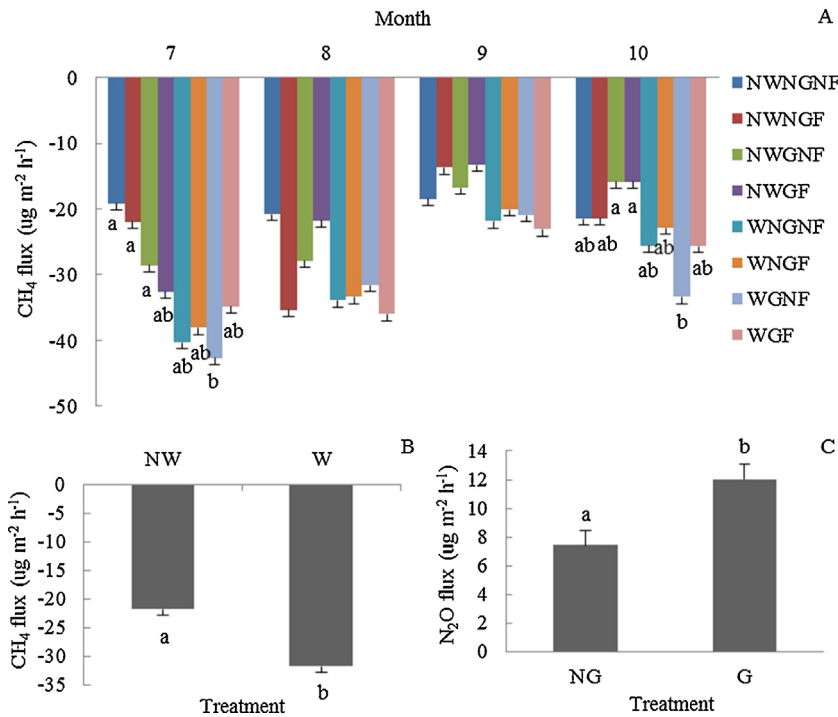 Month
A
7 8 9 10
0
-10
-20
-30
-40
-50
CH₄ flux (ug m⁻² h⁻¹)
a a a ab ab ab b ab
ab ab a a ab ab b ab
NWNGNF
NWNGF
NWGNF
NWGF
WNGNF
WNGF
WGNF
WGF
B
NW W
0
-5
-10
-15
-20
-25
-30
-35
CH₄ flux (ug m⁻² h⁻¹)
a
b
Treatment
C
14
12
10
8
6
4
2
0
N₂O flux (ug m⁻² h⁻¹)
a
b
NG G
Treatment